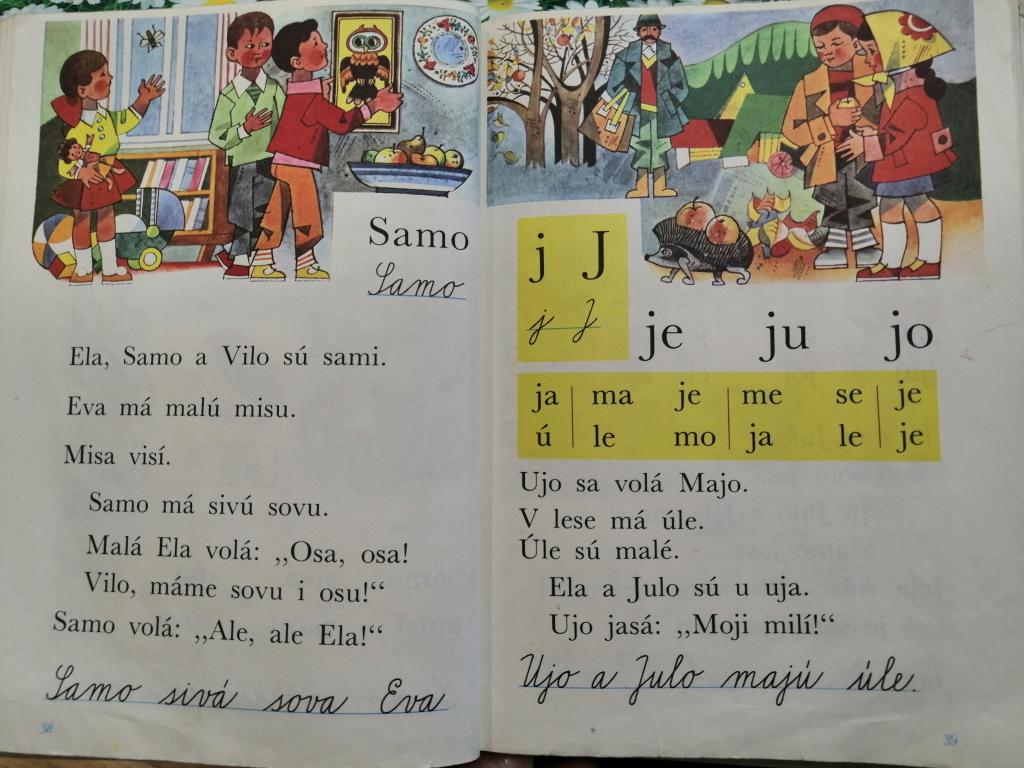 Samo
Samo
Ela, Samo a Vilo sú sami.
Eva má malú misu.
Misa visí.
Samo má sivú sovu.
Malá Ela volá: „Osa, osa!
Vilo, máme sovu i osu!“
Samo volá: „Ale, ale Ela!“
Samo sivá sova Eva
38
j J
j J
je ju jo
ja ma je me se je
ú le mo ja le je
Ujo sa volá Majo.
V lese má úle.
Úle sú malé.
Ela a Julo sú u uja.
Ujo jasá: „Moji milí!“
Ujo a Julo majú úle.
39